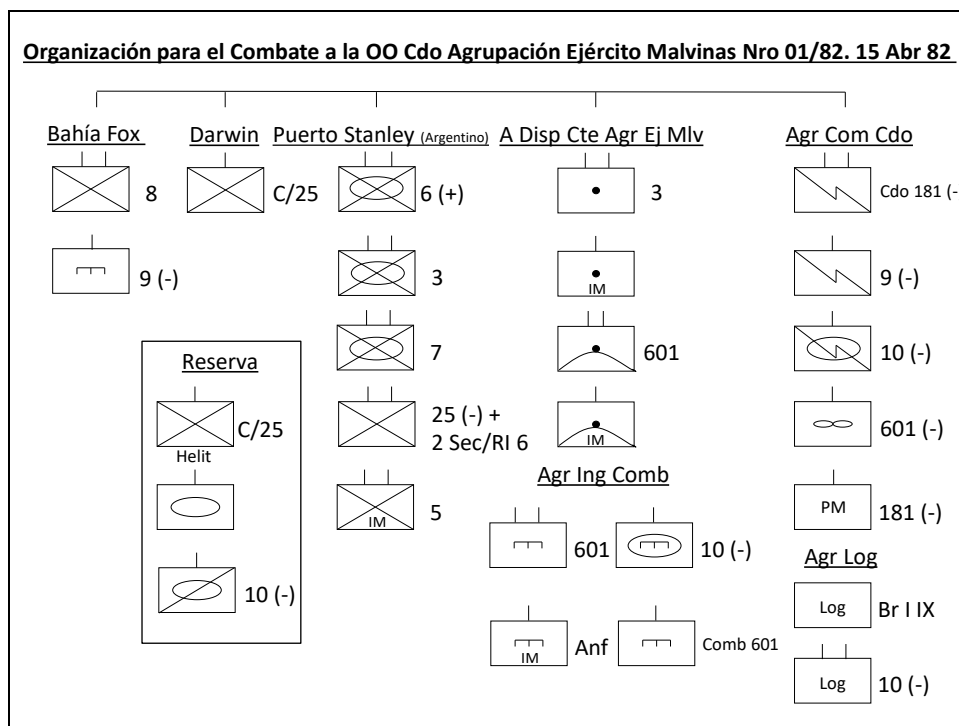 Organización para el Combate a la OO Cdo Agrupación Ejército Malvinas Nro 01/82. 15 Abr 82
Bahía Fox
8
9 (-)
Darwin
C/25
Puerto Stanley (Argentino)
6 (+)
3
7
25 (-) +
2 Sec/RI 6
IM
5
Reserva
C/25
Helit
10 (-)
A Disp Cte Agr Ej Mlv
3
IM
601
IM
Agr Ing Comb
601
10 (-)
IM
Anf
Comb 601
Agr Com Cdo
Cdo 181 (-
9 (-)
10 (-)
601 (-)
PM
181 (-)
Agr Log
Log
Br I IX
Log
10 (-)